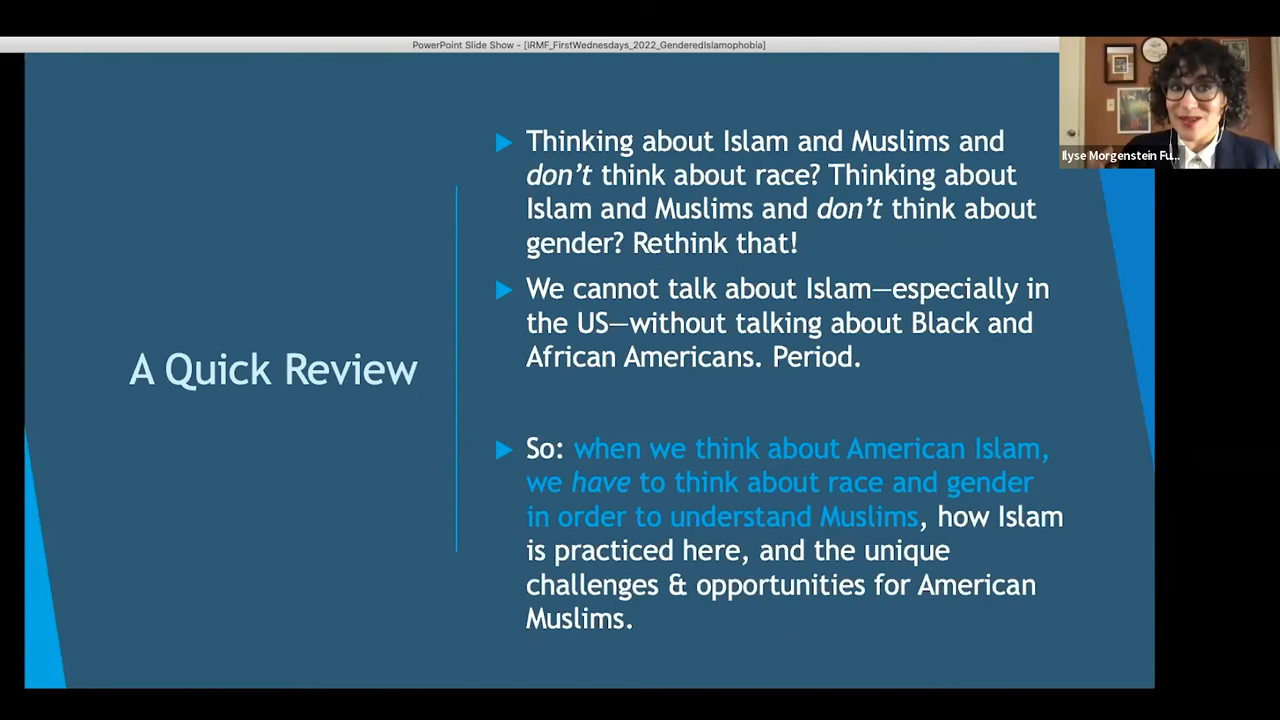 PowerPoint Slide Show - [IRMF_FirstWednesdays_2022_GenderedIslamophobia]
Ilyse Morgenstein Fu...
A Quick Review
Thinking about Islam and Muslims and
don't think about race? Thinking about
Islam and Muslims and don't think about
gender? Rethink that!
We cannot talk about Islam—especially in
the US—without talking about Black and
African Americans. Period.
So: when we think about American Islam,
we have to think about race and gender
in order to understand Muslims, how Islam
is practiced here, and the unique
challenges & opportunities for American
Muslims.